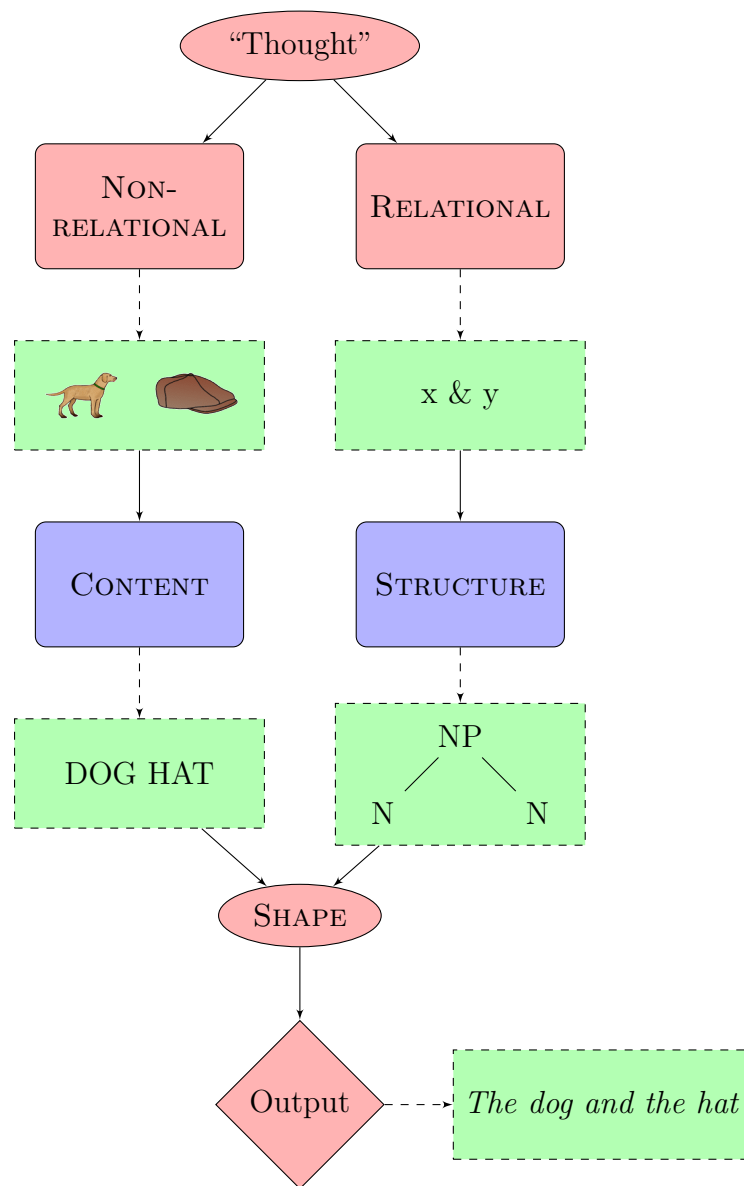 “Thought”
NON-
RELATIONAL
RELATIONAL
x & y
CONTENT
STRUCTURE
NP
DOG HAT
N N
SHAPE
Output
The dog and the hat